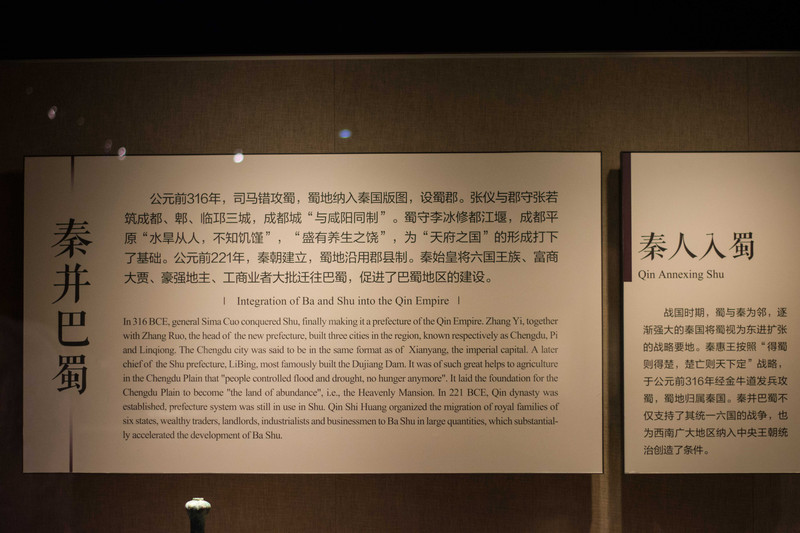 秦并巴蜀
公元前316年，司马错攻蜀，蜀地纳入秦国版图，设蜀郡。张仪与郡守张若
筑成都、郫、临邛三城，成都城“与咸阳同制”。蜀守李冰修都江堰，成都平
原“水旱从人，不知饥馑”，“盛有养生之饶”，为“天府之国”的形成打下
了基础。公元前221年，秦朝建立，蜀地沿用郡县制。秦始皇将六国王族、富商
大贾、豪强地主、工商业者大批迁往巴蜀，促进了巴蜀地区的建设。
| Integration of Ba and Shu into the Qin Empire |
In 316 BCE, general Sima Cuo conquered Shu, finally making it a prefecture of the Qin Empire. Zhang Yi, together
with Zhang Ruo, the head of the new prefecture, built three cities in the region, known respectively as Chengdu, Pi
and Linqiong. The Chengdu city was said to be in the same format as of Xianyang, the imperial capital. A later
chief of the Shu prefecture, LiBing, most famously built the Dujiang Dam. It was of such great helps to agriculture
in the Chengdu Plain that "people controlled flood and drought, no hunger anymore". It laid the foundation for the
Chengdu Plain to become "the land of abundance", i.e., the Heavenly Mansion. In 221 BCE, Qin dynasty was
established, prefecture system was still in use in Shu. Qin Shi Huang organized the migration of royal families of
six states, wealthy traders, landlords, industrialists and businessmen to Ba Shu in large quantities, which substantial-
ly accelerated the development of Ba Shu.
秦人入蜀
Qin Annexing Shu
战国时期，蜀与秦为邻，逐
渐强大的秦国将蜀视为东进扩张
的战略要地。秦惠王按照“得蜀
则得楚，楚亡则天下定”战略，
于公元前316年经金牛道发兵攻
蜀，蜀地归属秦国。秦并巴蜀不
仅支持了其统一六国的战争，也
为西南广大地区纳入中央王朝统
治创造了条件。